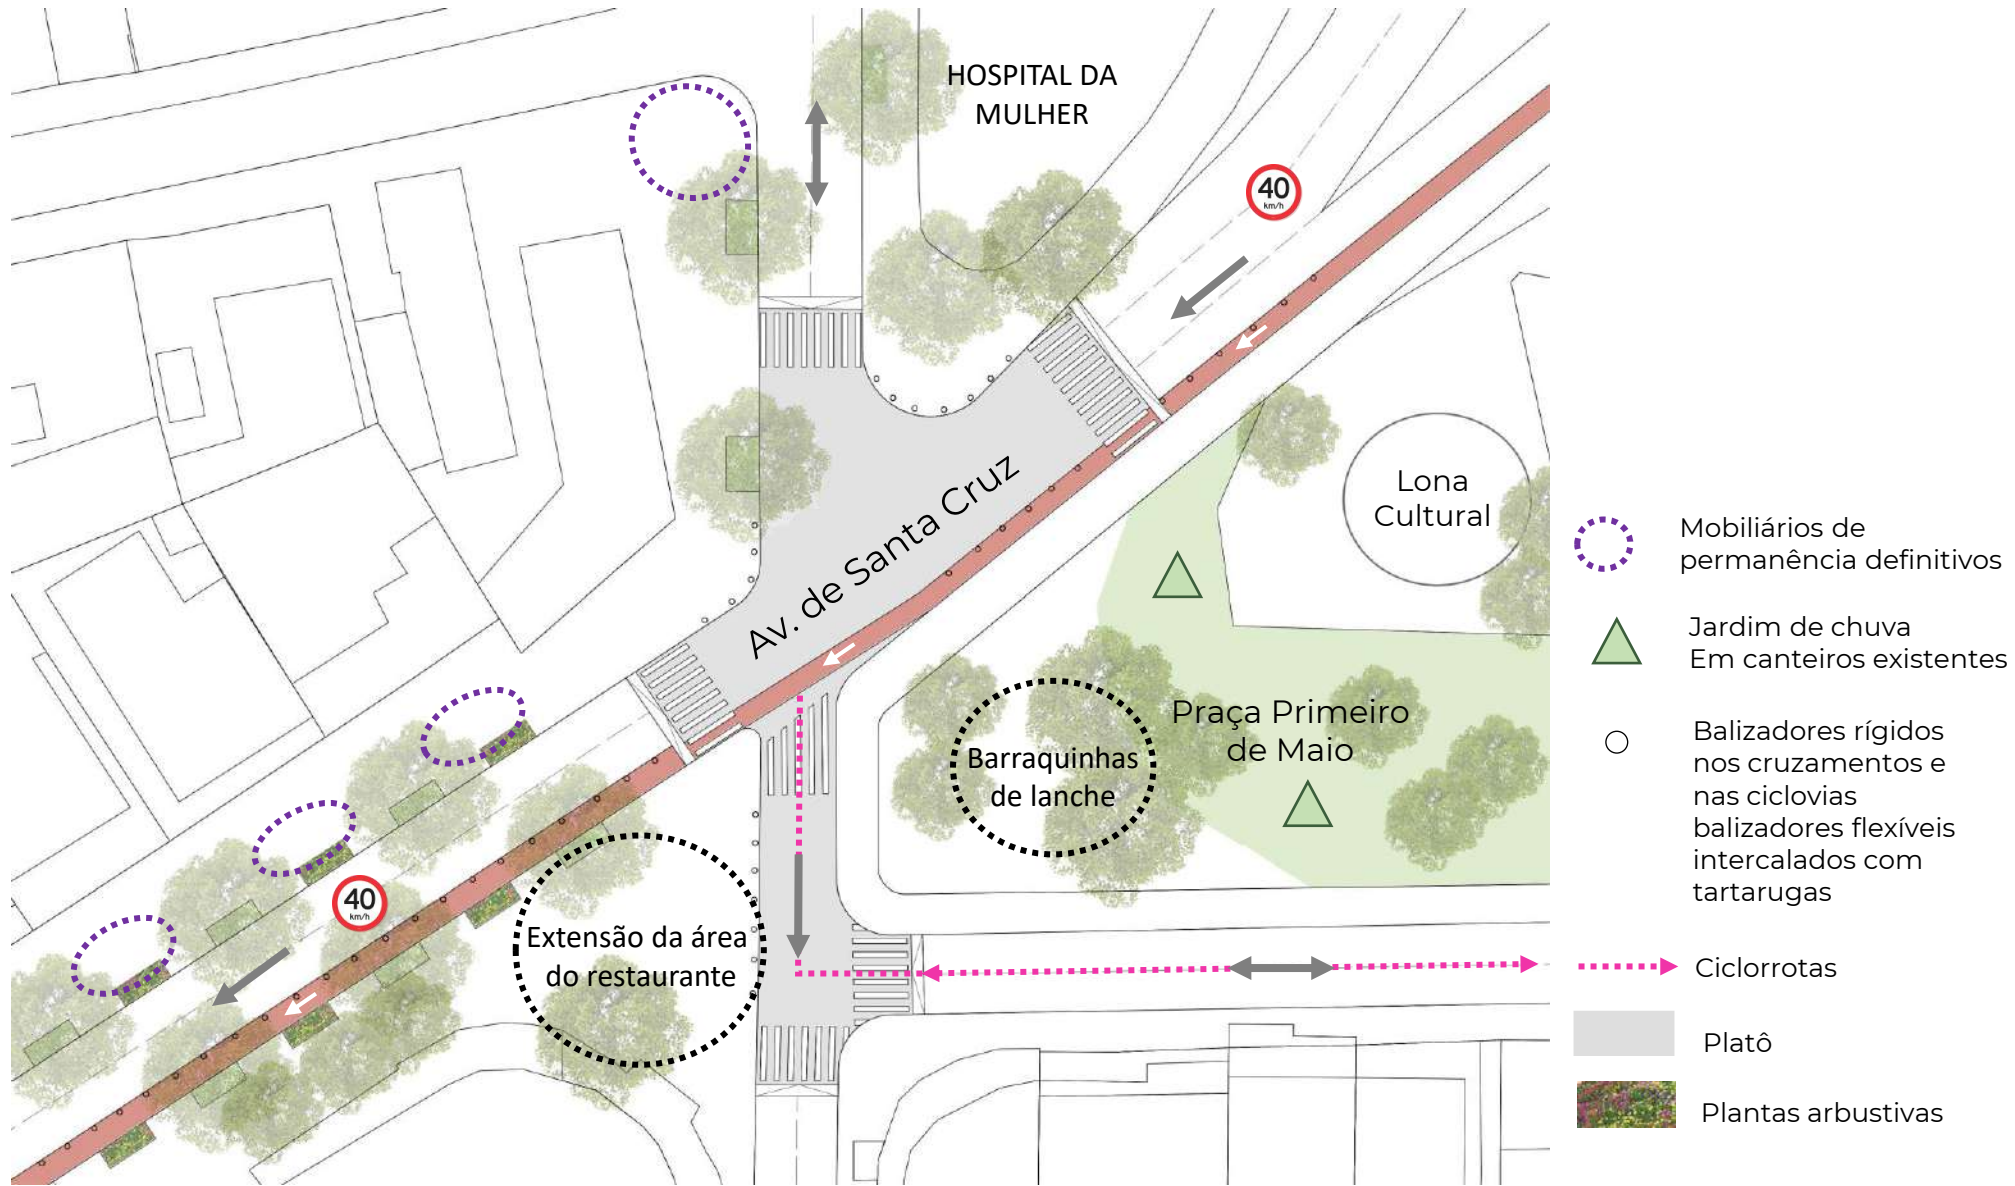 HOSPITAL DA
MULHER
40
km/h
Av. de Santa Cruz
Lona
Cultural
Praça Primeiro
de Maio
Barraquinhas
de lanche
40
km/h
Extensão da área
do restaurante
Mobiliários de
permanência definitivos
Jardim de chuva
Em canteiros existentes
Balizadores rígidos
nos cruzamentos e
nas ciclovias
balizadores flexíveis
intercalados com
tartarugas
Ciclorrotas
Platô
Plantas arbustivas